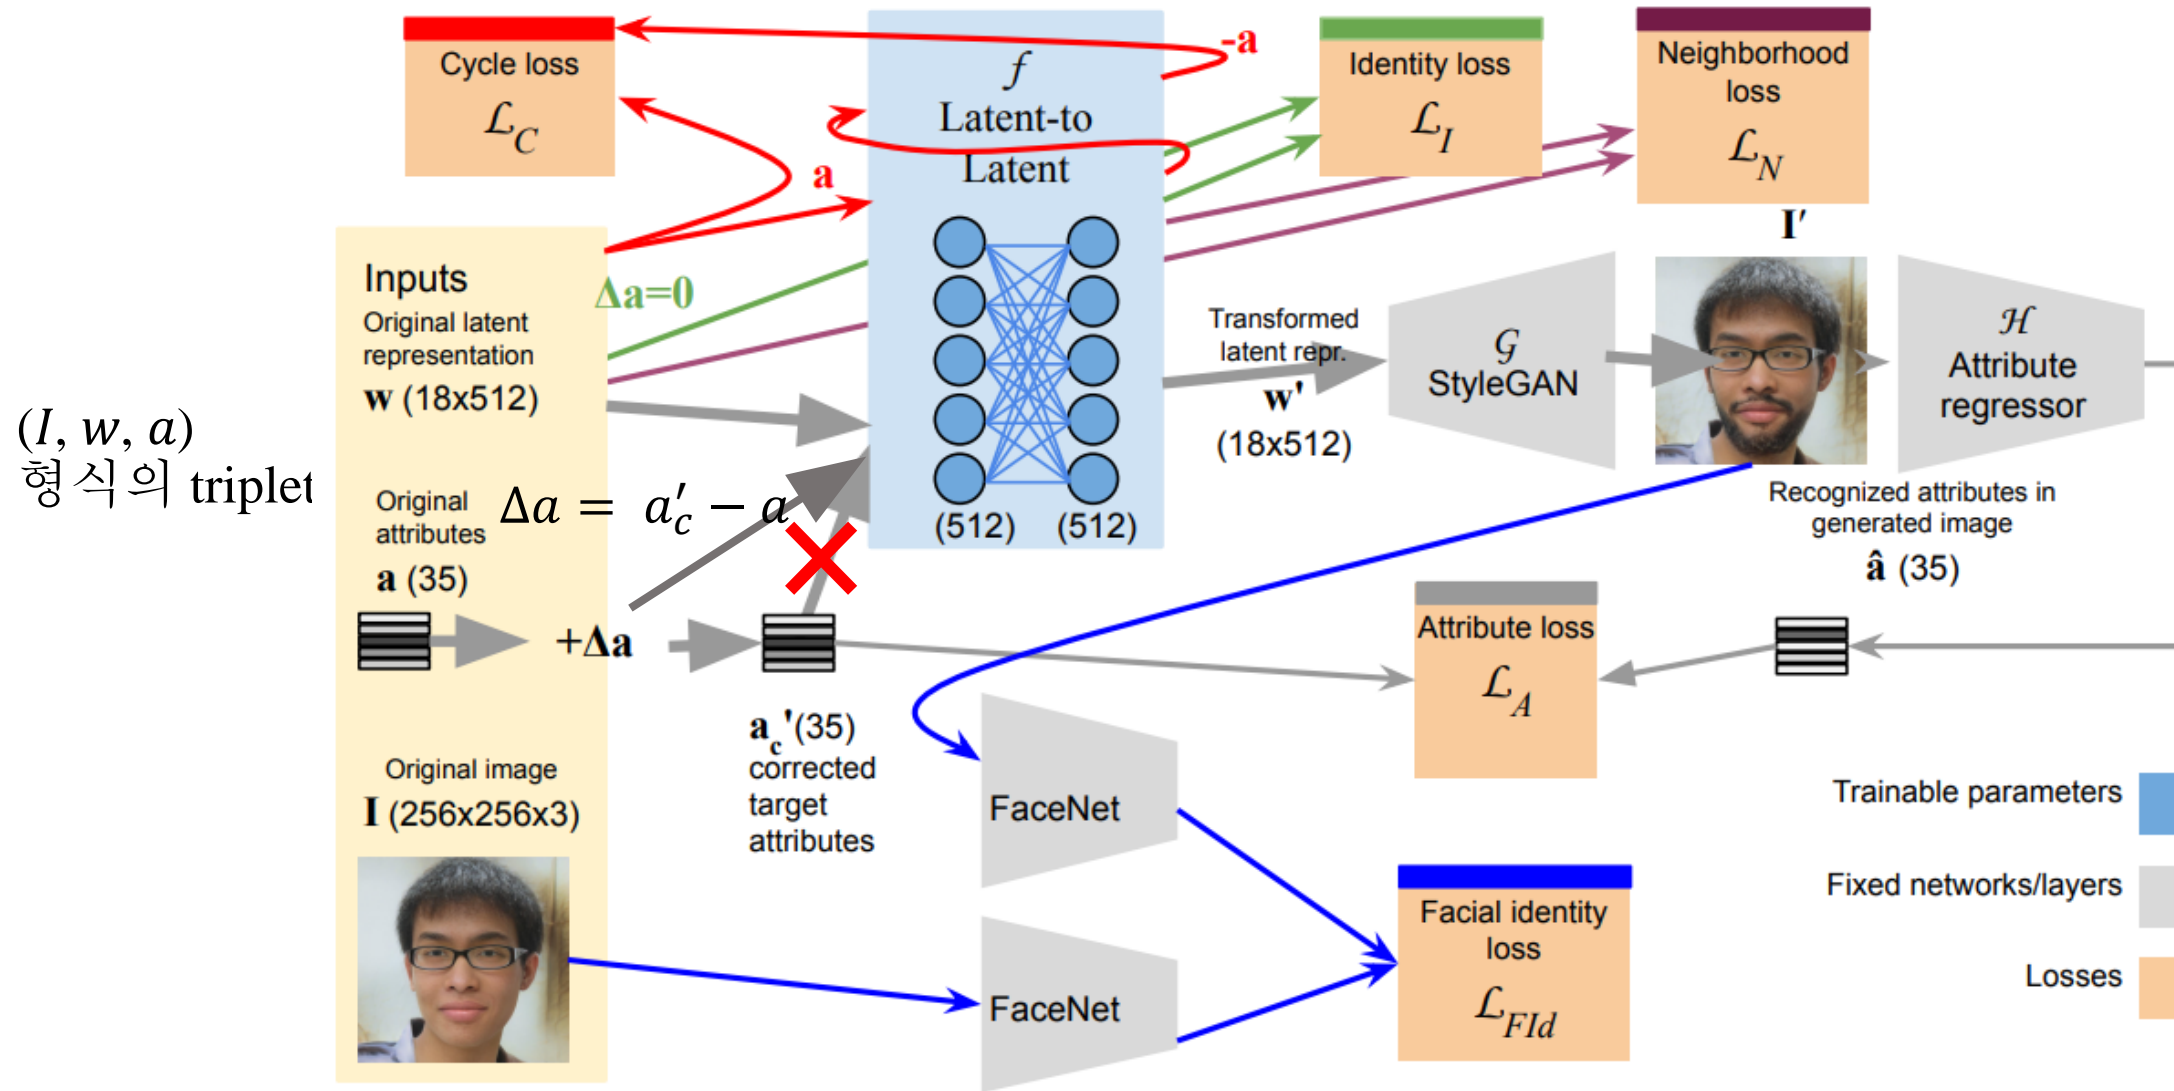 Cycle loss
ℒ_C
-a
f
Latent-to
Latent
(512) (512)
a
Identity loss
ℒ_I
Neighborhood
loss
ℒ_N
I'
Inputs
Original latent
representation
w (18x512)
Δa=0
(I, w, a)
형식의 triplet
Original
attributes
a (35)
Δa = a'_c − a
+Δa
a_c'(35)
corrected
target
attributes
Original image
I (256x256x3)
Transformed
latent repr.
w'
(18x512)
𝒢
StyleGAN
ℋ
Attribute
regressor
Recognized attributes in
generated image
â (35)
Attribute loss
ℒ_A
FaceNet
FaceNet
Facial identity
loss
ℒ_FId
Trainable parameters
Fixed networks/layers
Losses